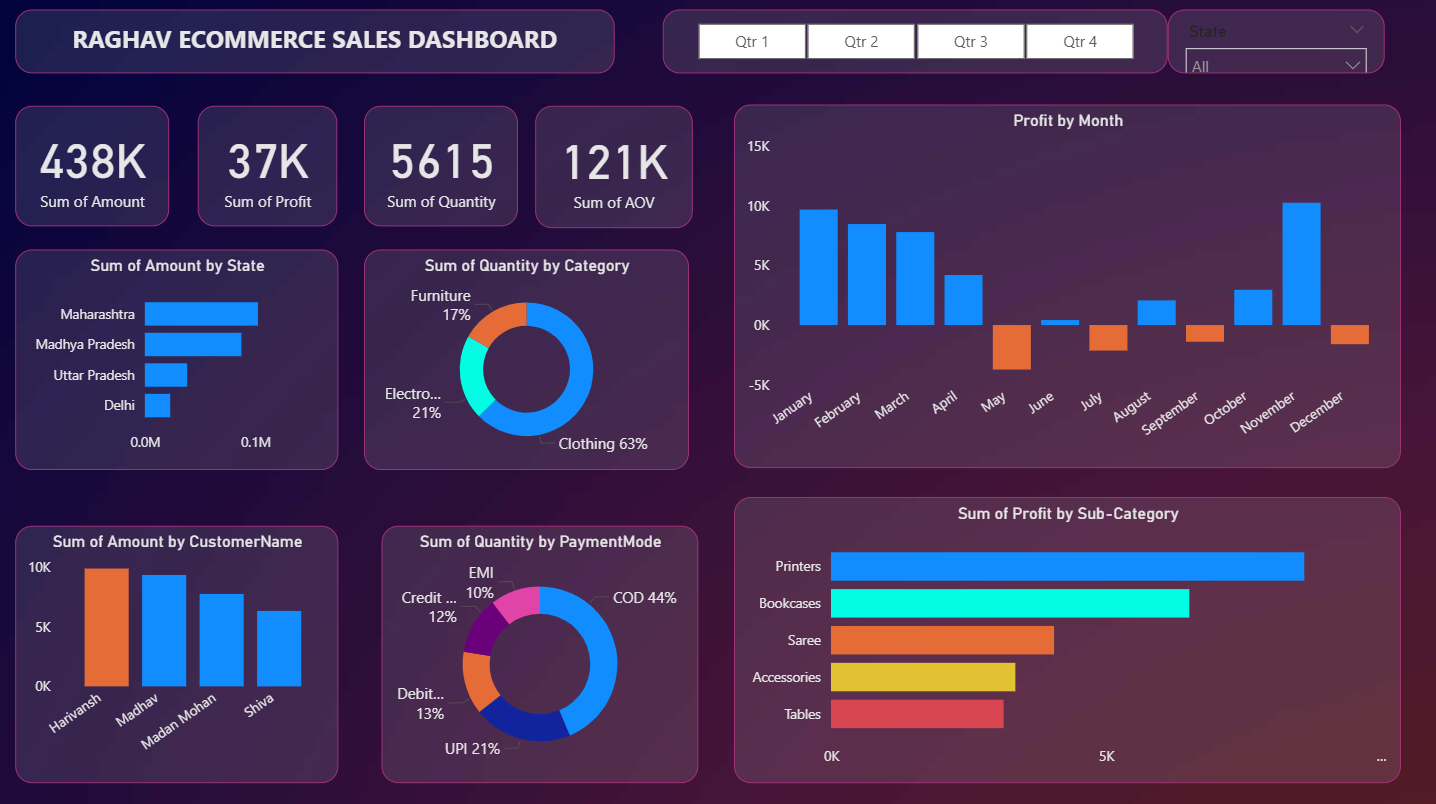 RAGHAV ECOMMERCE SALES DASHBOARD
Qtr 1
Qtr 2
Qtr 3
Qtr 4
State
All
438K
Sum of Amount
37K
Sum of Profit
5615
Sum of Quantity
121K
Sum of AOV
Profit by Month
15K
10K
5K
0K
-5K
January
February
March
April
May
June
July
August
September
October
November
December
Sum of Amount by State
Maharashtra
Madhya Pradesh
Uttar Pradesh
Delhi
0.0M
0.1M
Sum of Quantity by Category
Furniture
17%
Electro...
21%
Clothing 63%
Sum of Amount by CustomerName
10K
5K
0K
Harivansh
Madhav
Madan Mohan
Shiva
Sum of Quantity by PaymentMode
EMI
10%
Credit ...
12%
Debit...
13%
UPI 21%
COD 44%
Sum of Profit by Sub-Category
Printers
Bookcases
Saree
Accessories
Tables
0K
5K
...